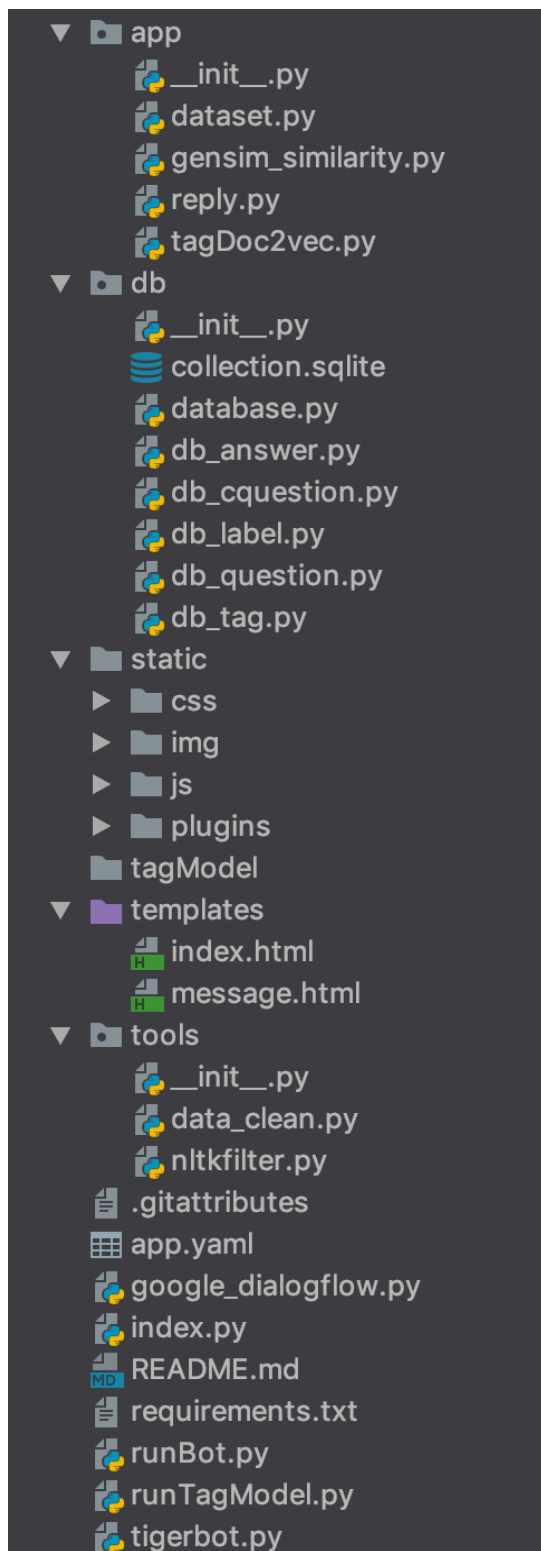 app
__init__.py
dataset.py
gensim_similarity.py
reply.py
tagDoc2vec.py
db
__init__.py
collection.sqlite
database.py
db_answer.py
db_cquestion.py
db_label.py
db_question.py
db_tag.py
static
css
img
js
plugins
tagModel
templates
H index.html
H message.html
tools
__init__.py
data_clean.py
nltkfilter.py
.gitattributes
app.yaml
google_dialogflow.py
index.py
MD README.md
requirements.txt
runBot.py
runTagModel.py
tigerbot.py